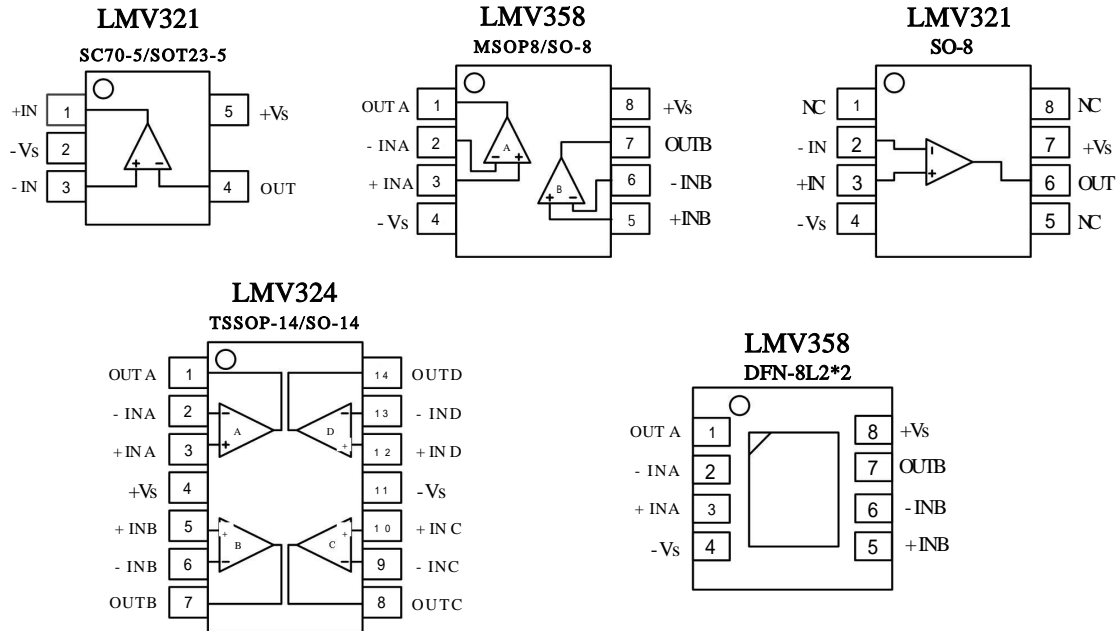 LMV321
SC70-5/SOT23-5
+IN 1 5 +Vs
-Vs 2
-IN 3 4 OUT
+ -
LMV358
MSOP8/SO-8
OUT A 1 8 +Vs
- INA 2 7 OUTB
+ INA 3 6 -INB
-Vs 4 5 +INB
A
- +
B
+ -
LMV321
SO-8
NC 1 8 NC
- IN 2 7 +Vs
+IN 3 6 OUT
-Vs 4 5 NC
-
+
LMV324
TSSOP-14/SO-14
OUT A 1 14 OUTD
- INA 2 - A D - 13 - IND
+ INA 3 + + 12 + IND
+Vs 4 11 -Vs
+ INB 5 + + 10 + INC
- INB 6 - B C - 9 - INC
OUTB 7 8 OUTC
LMV358
DFN-8L2*2
OUT A 1 8 +Vs
- INA 2 7 OUTB
+ INA 3 6 -INB
-Vs 4 5 +INB